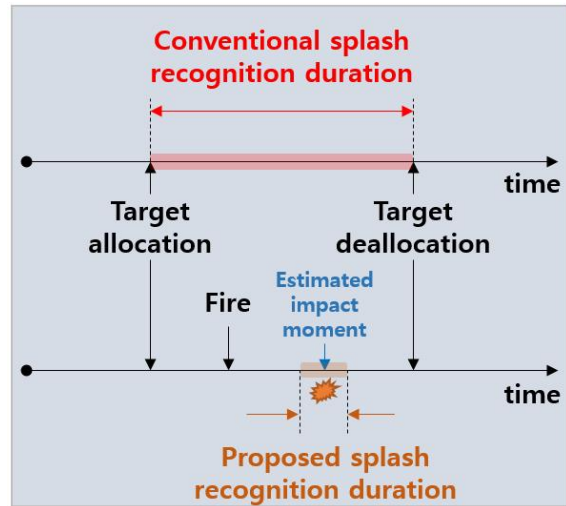 Conventional splash
recognition duration
time
Target
allocation
Target
deallocation
Fire
Estimated
impact
moment
time
Proposed splash
recognition duration